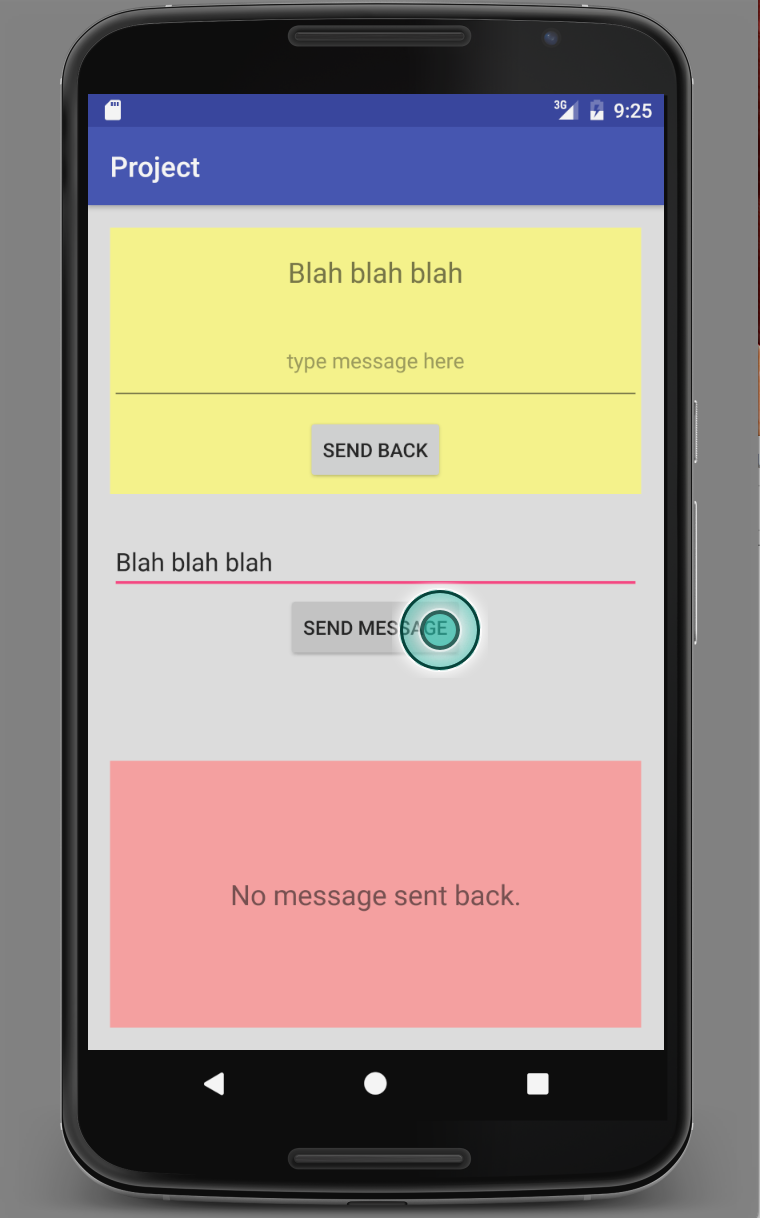 3G 9:25
Project
Blah blah blah
type message here
SEND BACK
Blah blah blah
SEND MESSAGE
No message sent back.